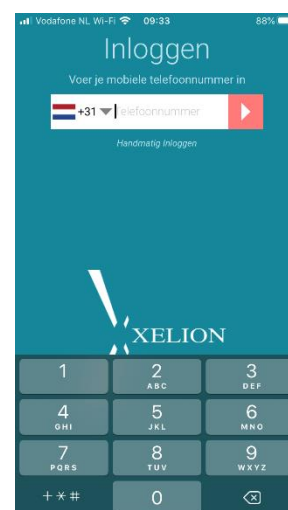 Vodafone NL Wi-Fi 09:33 88%
Inloggen
Voer je mobiele telefoonnummer in
+31 telefoonnummer
Handmatig Inloggen
XELION
1 2 3
ABC DEF
4 5 6
GHI JKL MNO
7 8 9
PQRS TUV WXYZ
+*# 0